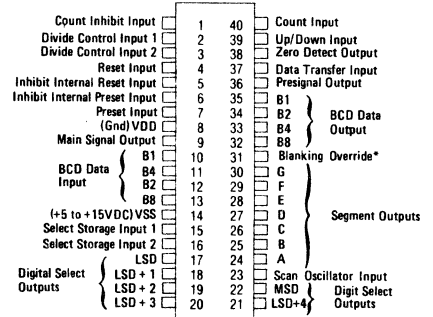 Count Inhibit Input 1 40 Count Input
Divide Control Input 1 2 39 Up/Down Input
Divide Control Input 2 3 38 Zero Detect Output
Reset Input 4 37 Data Transfer Input
Inhibit Internal Reset Input 5 36 Presignal Output
Inhibit Internal Preset Input 6 35 B1
Preset Input 7 34 B2 BCD Data
(Gnd) VDD 8 33 B4 Output
Main Signal Output 9 32 B8
B1 10 31 Blanking Override*
BCD Data B4 11 30 G
Input B2 12 29 F
B8 13 28 E
(+5 to +15VDC) VSS 14 27 D Segment Outputs
Select Storage Input 1 15 26 C
Select Storage Input 2 16 25 B
LSD 17 24 A
Digital Select LSD + 1 18 23 Scan Oscillator Input
Outputs LSD + 2 19 22 MSD Digit Select
LSD + 3 20 21 LSD+4 Outputs